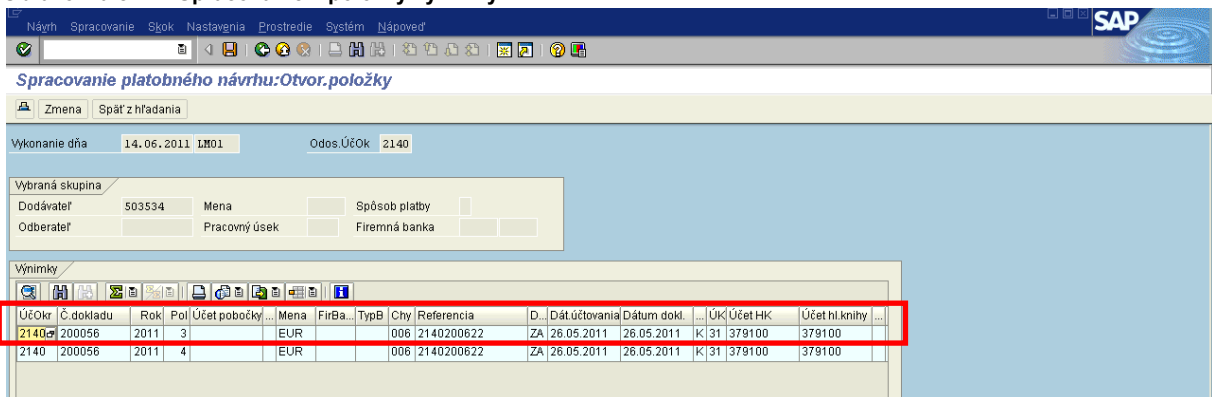 Návrh Spracovanie Skok Nastavenia Prostredie Systém Nápoveď
SAP
Spracovanie platobného návrhu:Otvor.položky
Zmena Späť z hľadania
Vykonanie dňa 14.06.2011 LM01 Odos.ÚčOk 2140
Vybraná skupina
Dodávateľ 503534 Mena Spôsob platby
Odberateľ Pracovný úsek Firemná banka
Výnimky
ÚčOkr Č.dokladu Rok Pol Účet pobočky ... Mena FirBa... TypB Chy Referencia D... Dát.účtovania Dátum dokl. ... ÚK Účet HK Účet hl.knihy ...
2140 200056 2011 3 EUR 006 2140200622 ZA 26.05.2011 26.05.2011 K 31 379100 379100
2140 200056 2011 4 EUR 006 2140200622 ZA 26.05.2011 26.05.2011 K 31 379100 379100